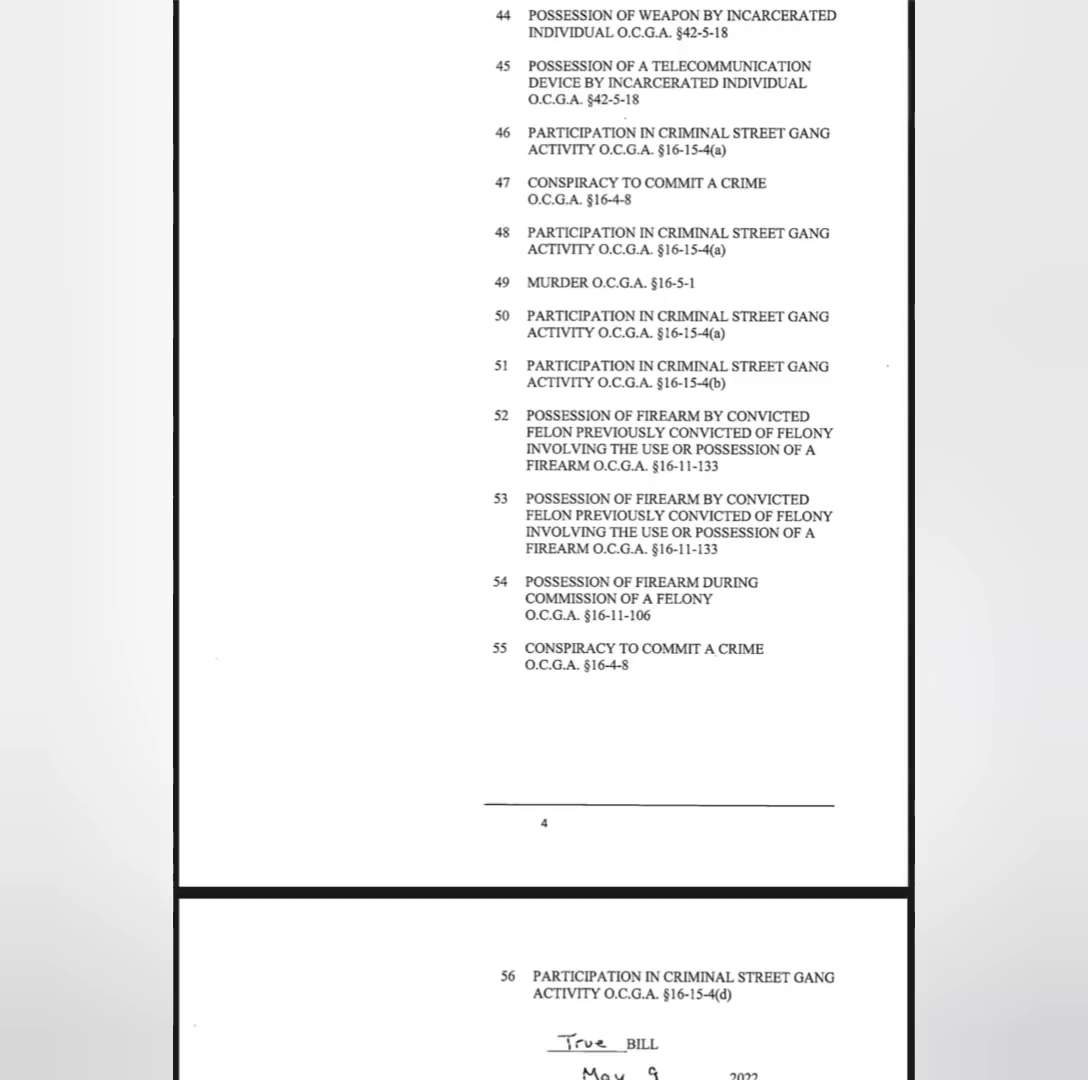 44 POSSESSION OF WEAPON BY INCARCERATED
INDIVIDUAL O.C.G.A. §42-5-18
45 POSSESSION OF A TELECOMMUNICATION
DEVICE BY INCARCERATED INDIVIDUAL
O.C.G.A. §42-5-18
46 PARTICIPATION IN CRIMINAL STREET GANG
ACTIVITY O.C.G.A. §16-15-4(a)
47 CONSPIRACY TO COMMIT A CRIME
O.C.G.A. §16-4-8
48 PARTICIPATION IN CRIMINAL STREET GANG
ACTIVITY O.C.G.A. §16-15-4(a)
49 MURDER O.C.G.A. §16-5-1
50 PARTICIPATION IN CRIMINAL STREET GANG
ACTIVITY O.C.G.A. §16-15-4(a)
51 PARTICIPATION IN CRIMINAL STREET GANG
ACTIVITY O.C.G.A. §16-15-4(b)
52 POSSESSION OF FIREARM BY CONVICTED
FELON PREVIOUSLY CONVICTED OF FELONY
INVOLVING THE USE OR POSSESSION OF A
FIREARM O.C.G.A. §16-11-133
53 POSSESSION OF FIREARM BY CONVICTED
FELON PREVIOUSLY CONVICTED OF FELONY
INVOLVING THE USE OR POSSESSION OF A
FIREARM O.C.G.A. §16-11-133
54 POSSESSION OF FIREARM DURING
COMMISSION OF A FELONY
O.C.G.A. §16-11-106
55 CONSPIRACY TO COMMIT A CRIME
O.C.G.A. §16-4-8
4
56 PARTICIPATION IN CRIMINAL STREET GANG
ACTIVITY O.C.G.A. §16-15-4(d)
True BILL
May 9 2022